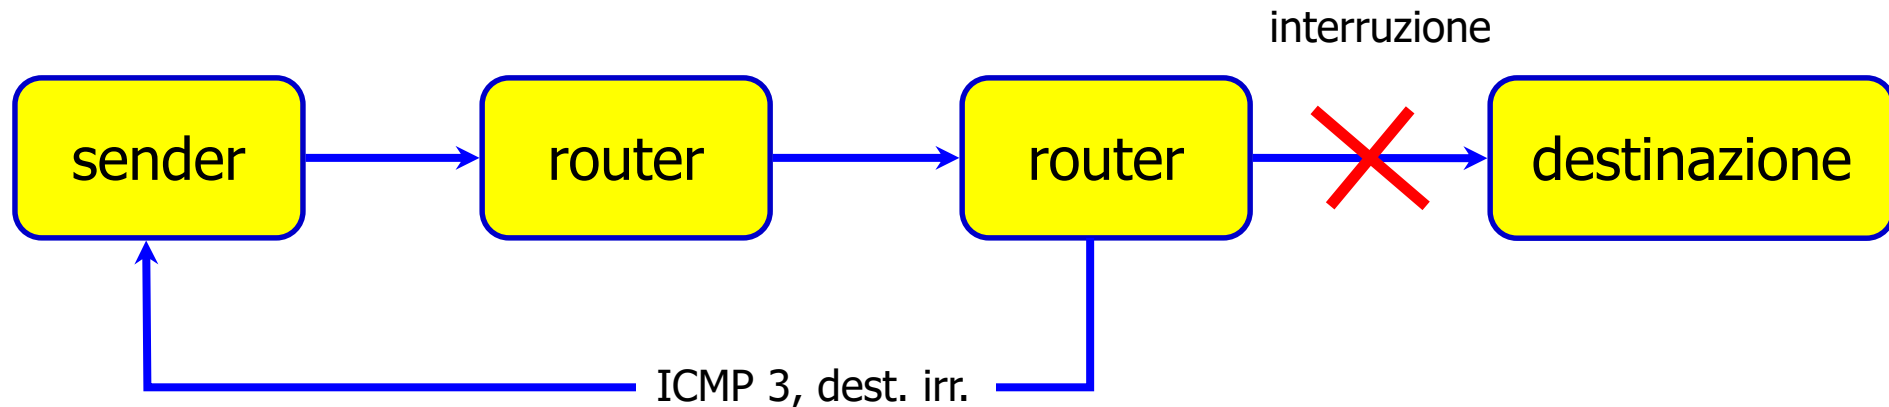 interruzione
sender
router
router
destinazione
ICMP 3, dest. irr.